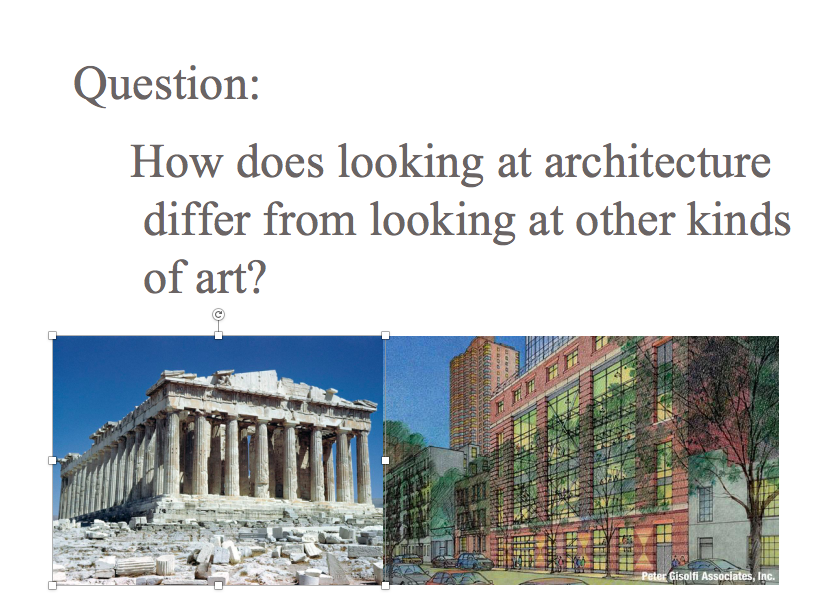 Question:
How does looking at architecture
differ from looking at other kinds
of art?
Peter Gisolfi Associates, Inc.